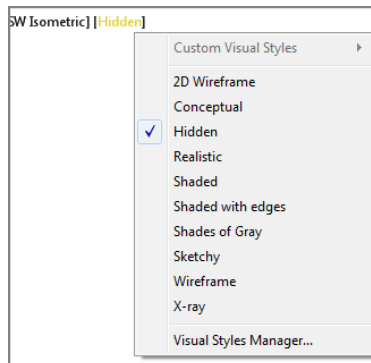 SW Isometric] [Hidden]
Custom Visual Styles
2D Wireframe
Conceptual
Hidden
Realistic
Shaded
Shaded with edges
Shades of Gray
Sketchy
Wireframe
X-ray
Visual Styles Manager...